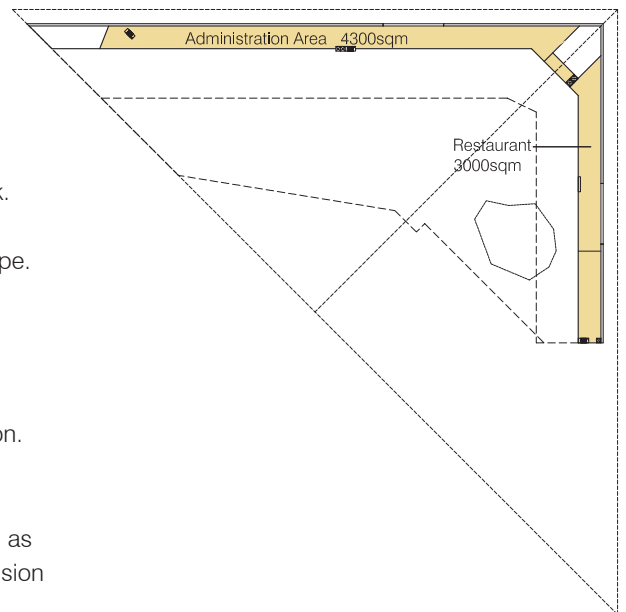 Administration Area 4300sqm
Restaurant
3000sqm
k.
pe.
on.
as
sion